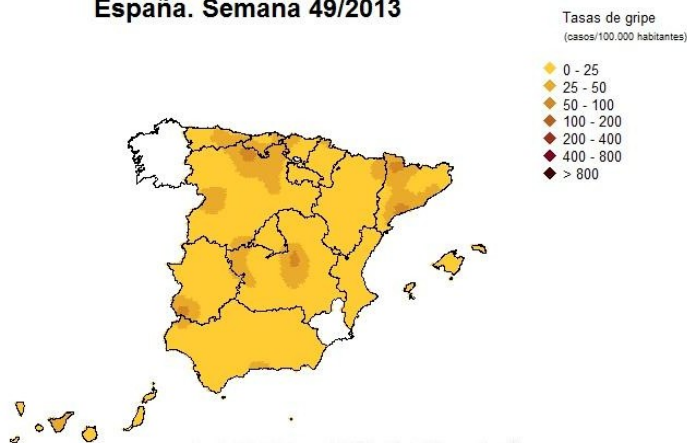 España. Semana 49/2013
Tasas de gripe
(casos/100.000 habitantes)
0 - 25
25 - 50
50 - 100
100 - 200
200 - 400
400 - 800
> 800